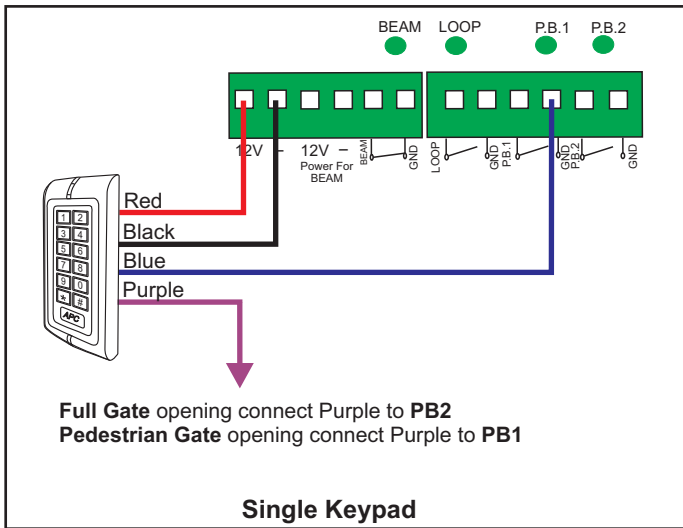 BEAM LOOP P.B.1 P.B.2
12V – 12V –
Power For
BEAM
BEAM
GND
LOOP
GND
P.B.1
GND
P.B.2
GND
Red
Black
Blue
Purple
1 2
3 4
5 6
7 8
9 0
* #
APC
Full Gate opening connect Purple to PB2
Pedestrian Gate opening connect Purple to PB1
Single Keypad